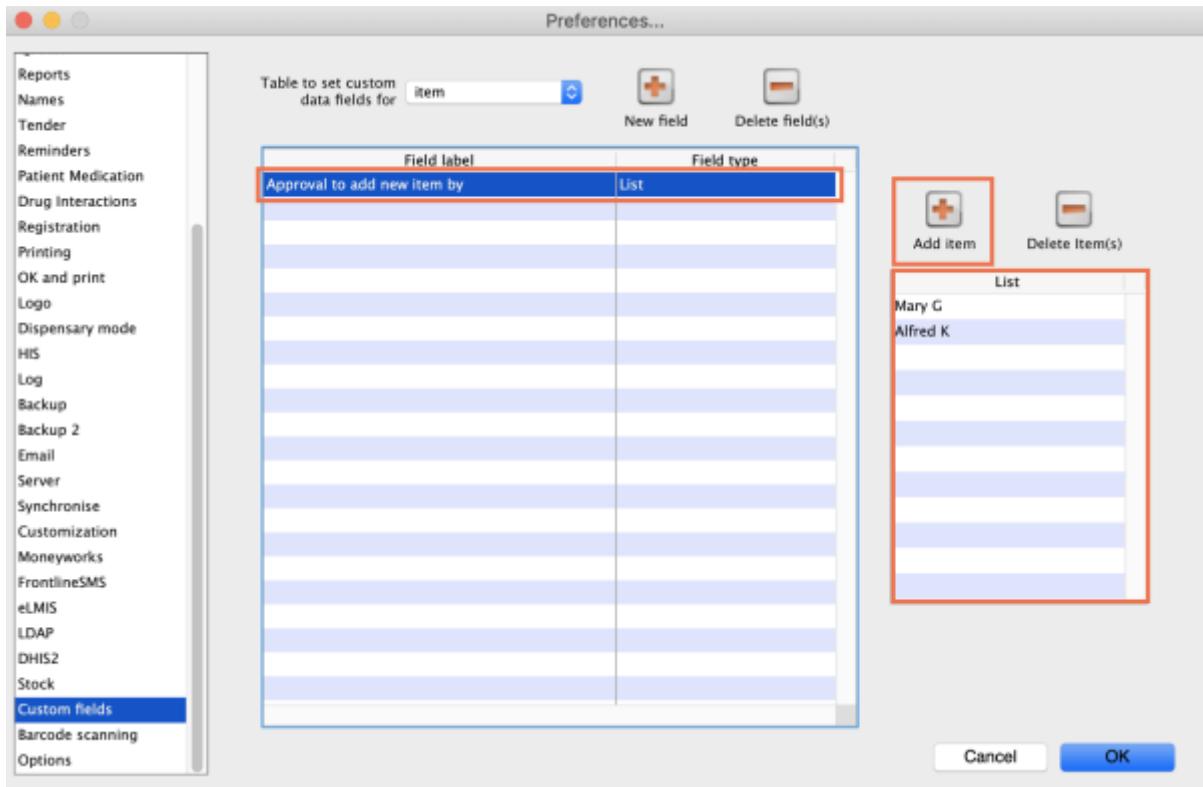 Preferences...
Reports
Names
Tender
Reminders
Patient Medication
Drug Interactions
Registration
Printing
OK and print
Logo
Dispensary mode
HIS
Log
Backup
Backup 2
Email
Server
Synchronise
Customization
Moneyworks
FrontlineSMS
eLMIS
LDAP
DHIS2
Stock
Custom fields
Barcode scanning
Options
Table to set custom
data fields for
item
New field
Delete field(s)
Field label
Field type
Approval to add new item by
List
Add item
Delete Item(s)
List
Mary G
Alfred K
Cancel
OK